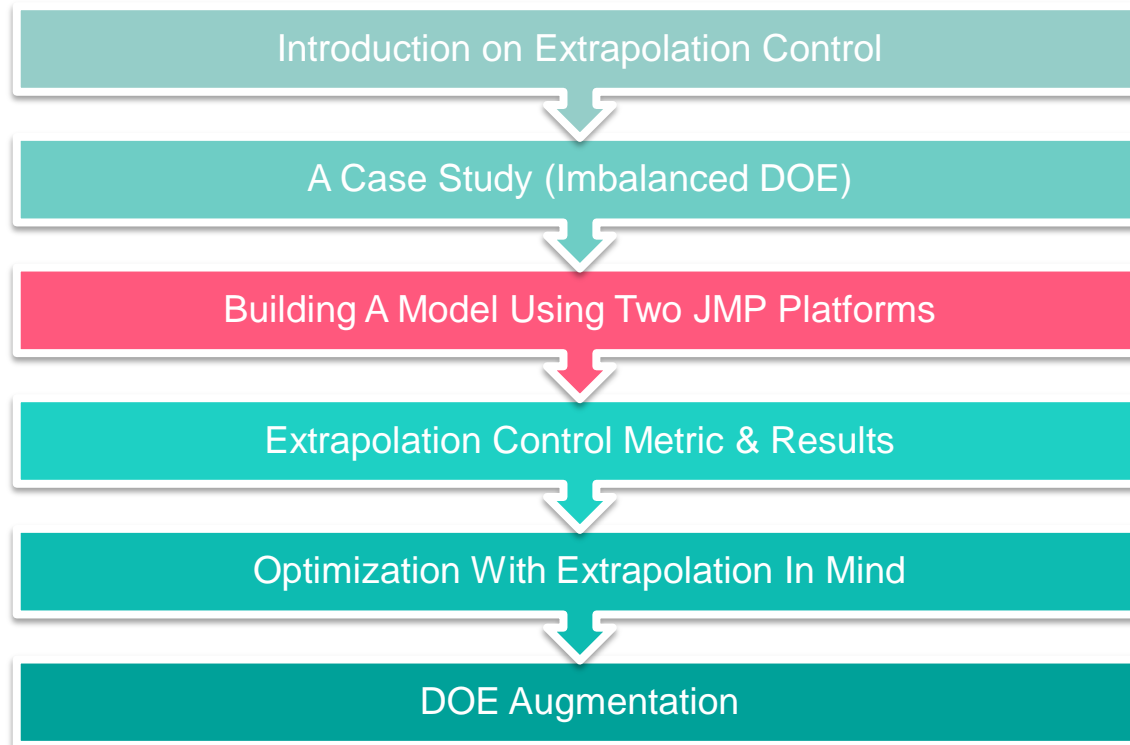 Introduction on Extrapolation Control
A Case Study (Imbalanced DOE)
Building A Model Using Two JMP Platforms
Extrapolation Control Metric & Results
Optimization With Extrapolation In Mind
DOE Augmentation